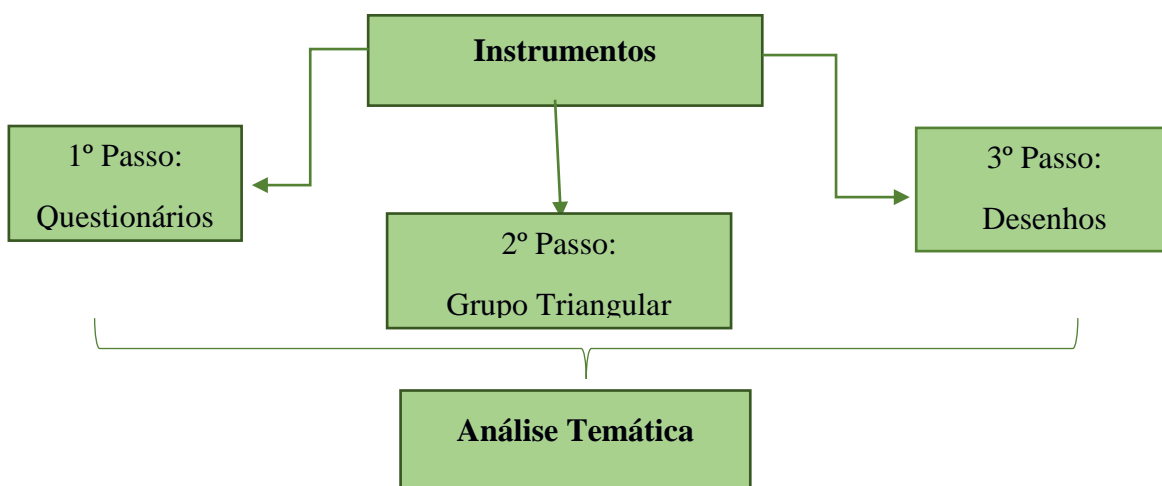 Instrumentos
1º Passo:
Questionários
2º Passo:
Grupo Triangular
3º Passo:
Desenhos
Análise Temática